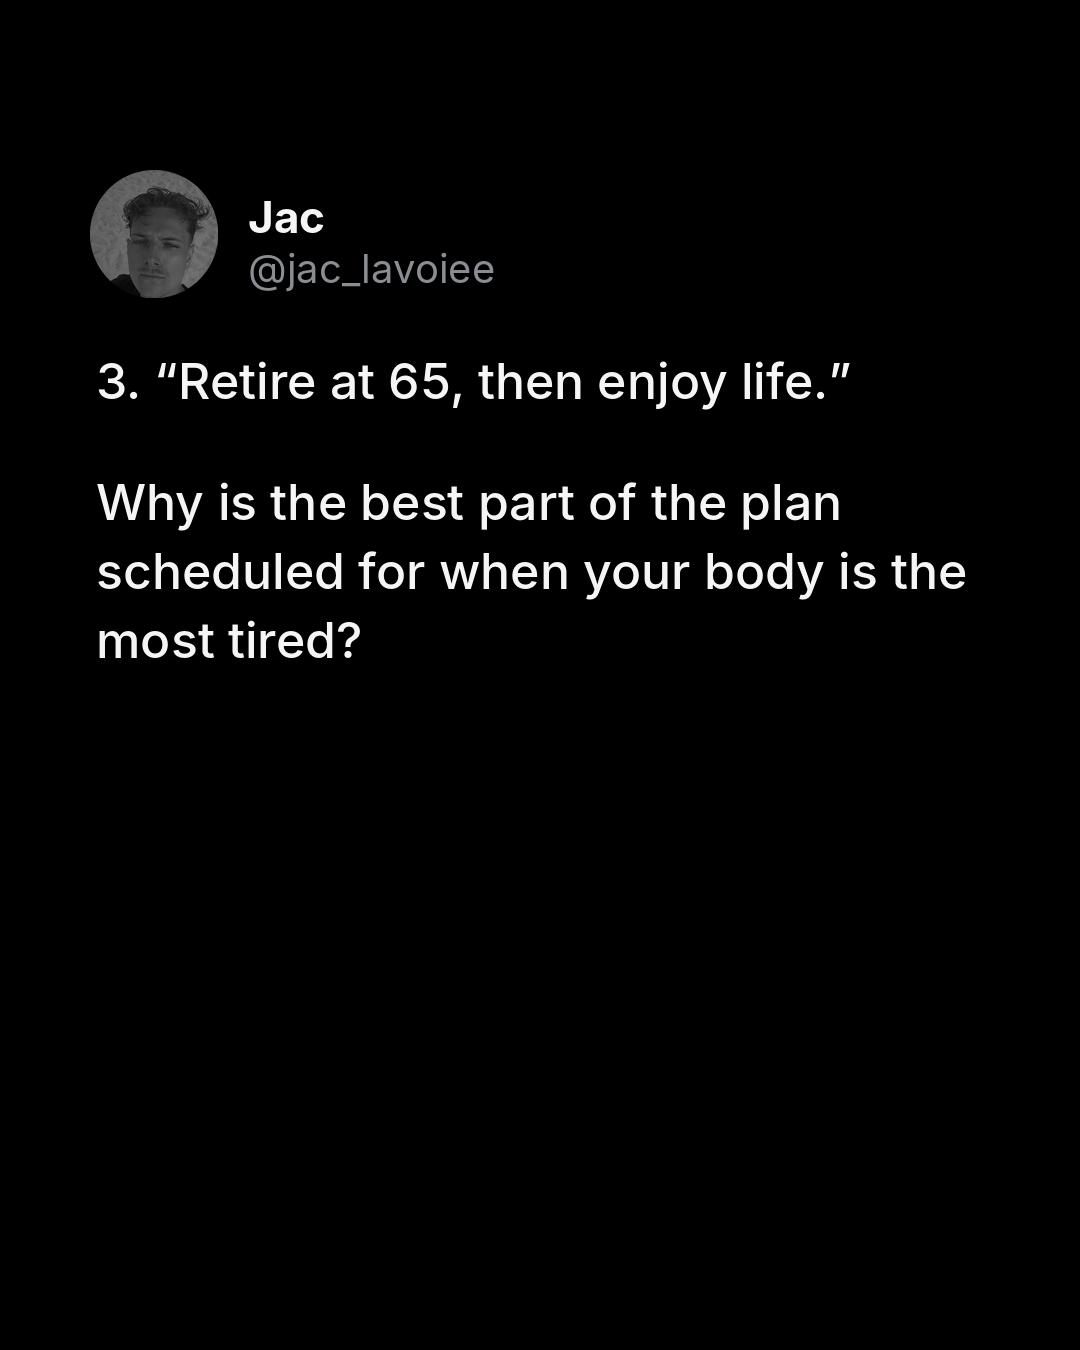 Jac
@jac_lavoiee
3. “Retire at 65, then enjoy life.”
Why is the best part of the plan
scheduled for when your body is the
most tired?